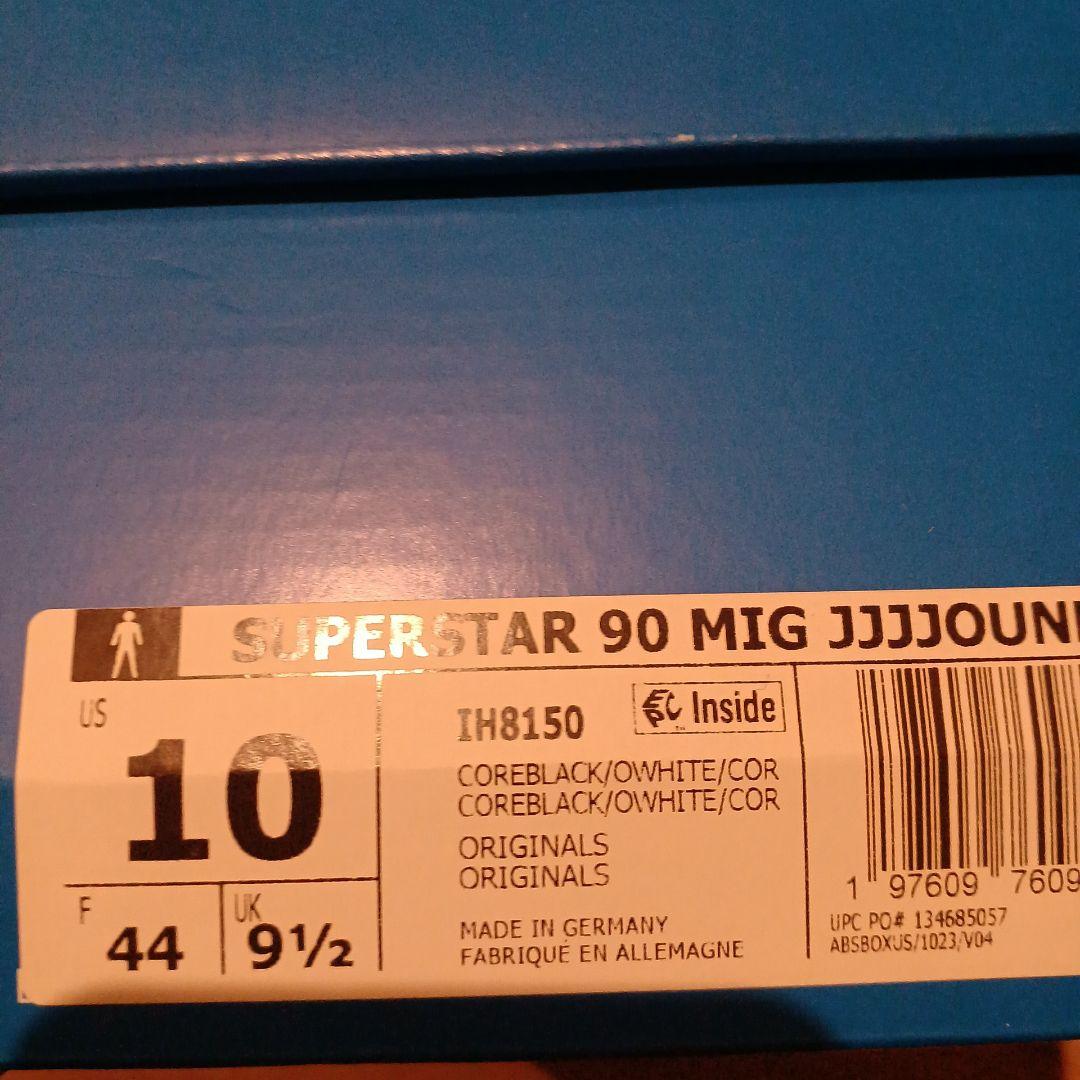 SUPERSTAR 90 MIG JJJJOUN
US
10
F
44
UK
9½
IH8150
EPC Inside
COREBLACK/OWHITE/COR
COREBLACK/OWHITE/COR
ORIGINALS
ORIGINALS
MADE IN GERMANY
FABRIQUÉ EN ALLEMAGNE
1 97609 7609
UPC PO# 134685057
ABSBOXUS/1023/V04